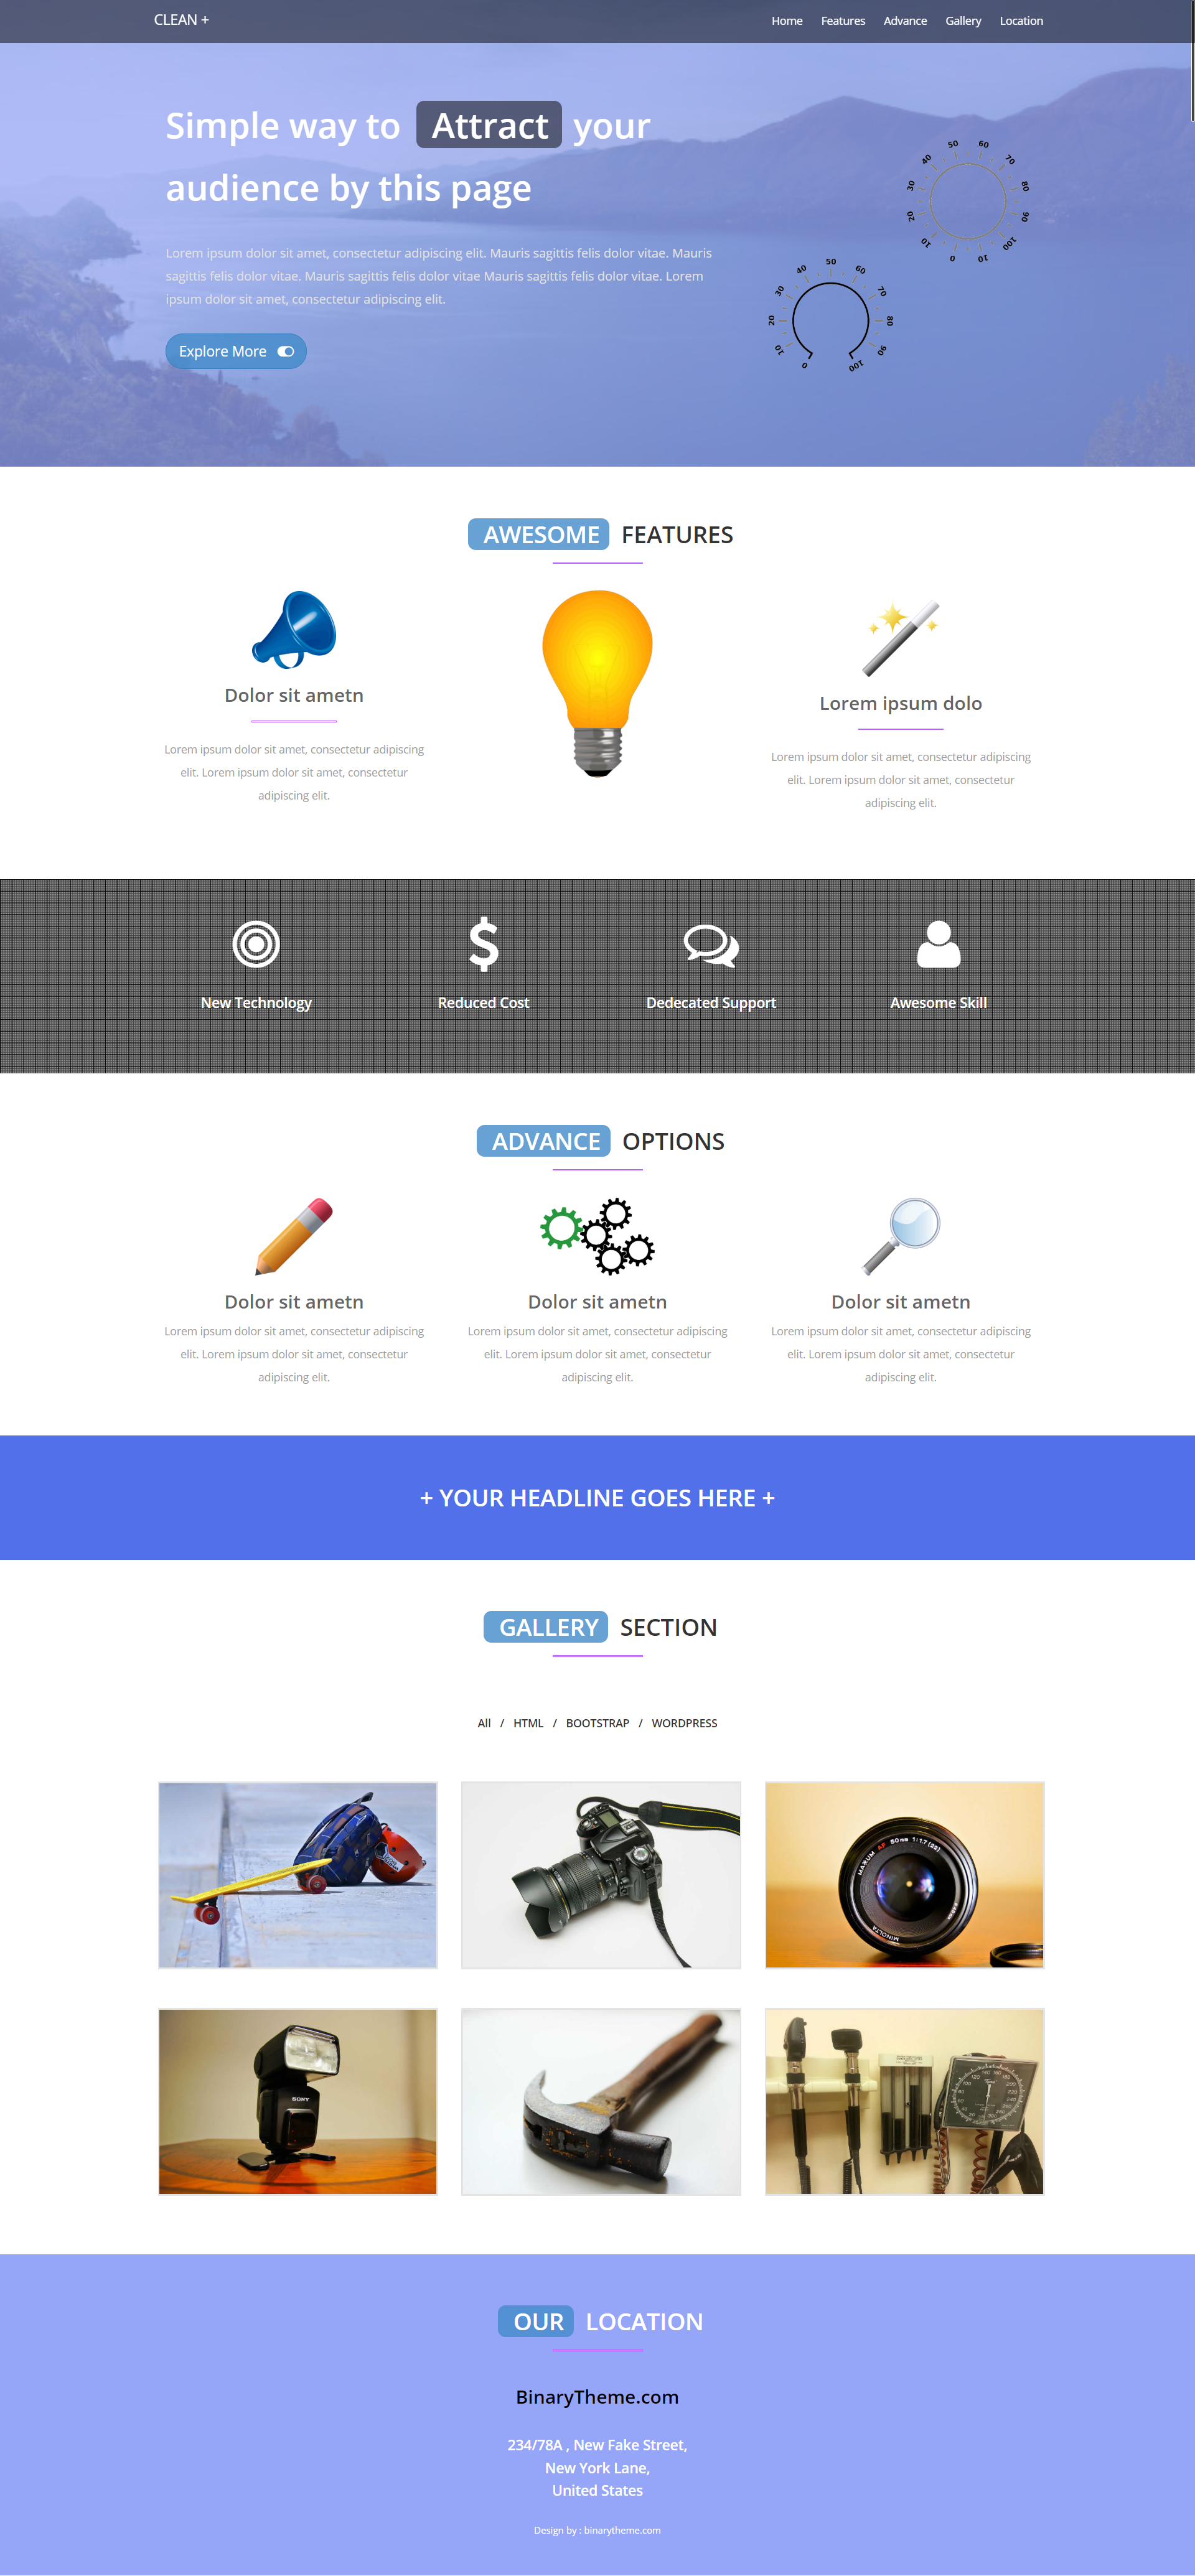 CLEAN +
Home Features Advance Gallery Location
Simple way to Attract your
audience by this page
Lorem ipsum dolor sit amet, consectetur adipiscing elit. Mauris sagittis felis dolor vitae. Mauris
sagittis felis dolor vitae. Mauris sagittis felis dolor vitae Mauris sagittis felis dolor vitae. Lorem
ipsum dolor sit amet, consectetur adipiscing elit.
Explore More
0 10 20 30 40 50 60 70 80 90 100
0 10 20 30 40 50 60 70 80 90 100 10
AWESOME FEATURES
Dolor sit ametn
Lorem ipsum dolor sit amet, consectetur adipiscing
elit. Lorem ipsum dolor sit amet, consectetur
adipiscing elit.
Lorem ipsum dolo
Lorem ipsum dolor sit amet, consectetur adipiscing
elit. Lorem ipsum dolor sit amet, consectetur
adipiscing elit.
New Technology
Reduced Cost
Dedecated Support
Awesome Skill
ADVANCE OPTIONS
Dolor sit ametn
Lorem ipsum dolor sit amet, consectetur adipiscing
elit. Lorem ipsum dolor sit amet, consectetur
adipiscing elit.
Dolor sit ametn
Lorem ipsum dolor sit amet, consectetur adipiscing
elit. Lorem ipsum dolor sit amet, consectetur
adipiscing elit.
Dolor sit ametn
Lorem ipsum dolor sit amet, consectetur adipiscing
elit. Lorem ipsum dolor sit amet, consectetur
adipiscing elit.
+ YOUR HEADLINE GOES HERE +
GALLERY SECTION
All / HTML / BOOTSTRAP / WORDPRESS
MAXXUM AF 50mm 1:1.7(22)
MINOLTA
SONY
OUR LOCATION
BinaryTheme.com
234/78A , New Fake Street,
New York Lane,
United States
Design by : binarytheme.com